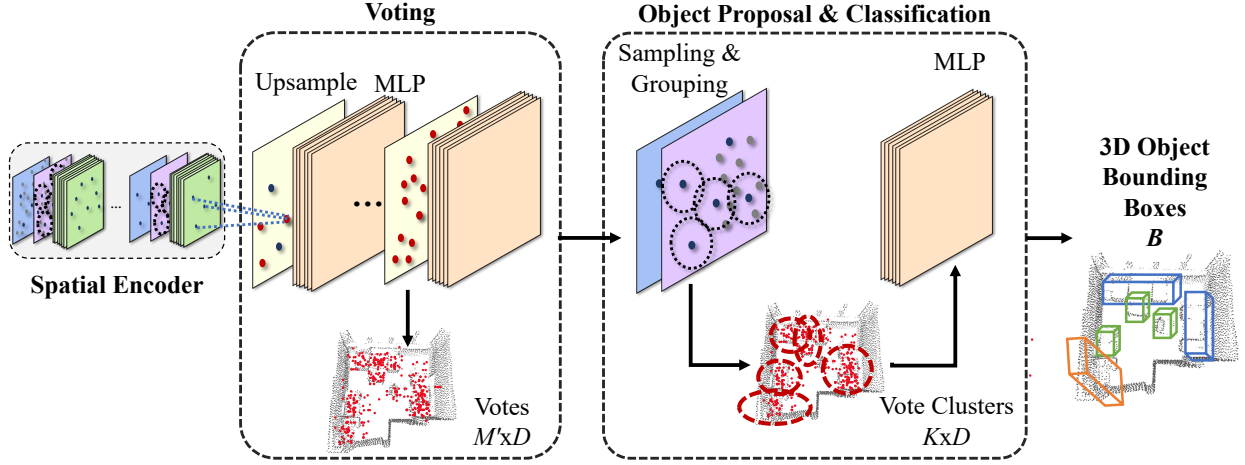 Voting
Object Proposal & Classification
Upsample
MLP
Sampling &
Grouping
MLP
...
...
Spatial Encoder
3D Object
Bounding
Boxes
B
Votes
M'xD
Vote Clusters
KxD